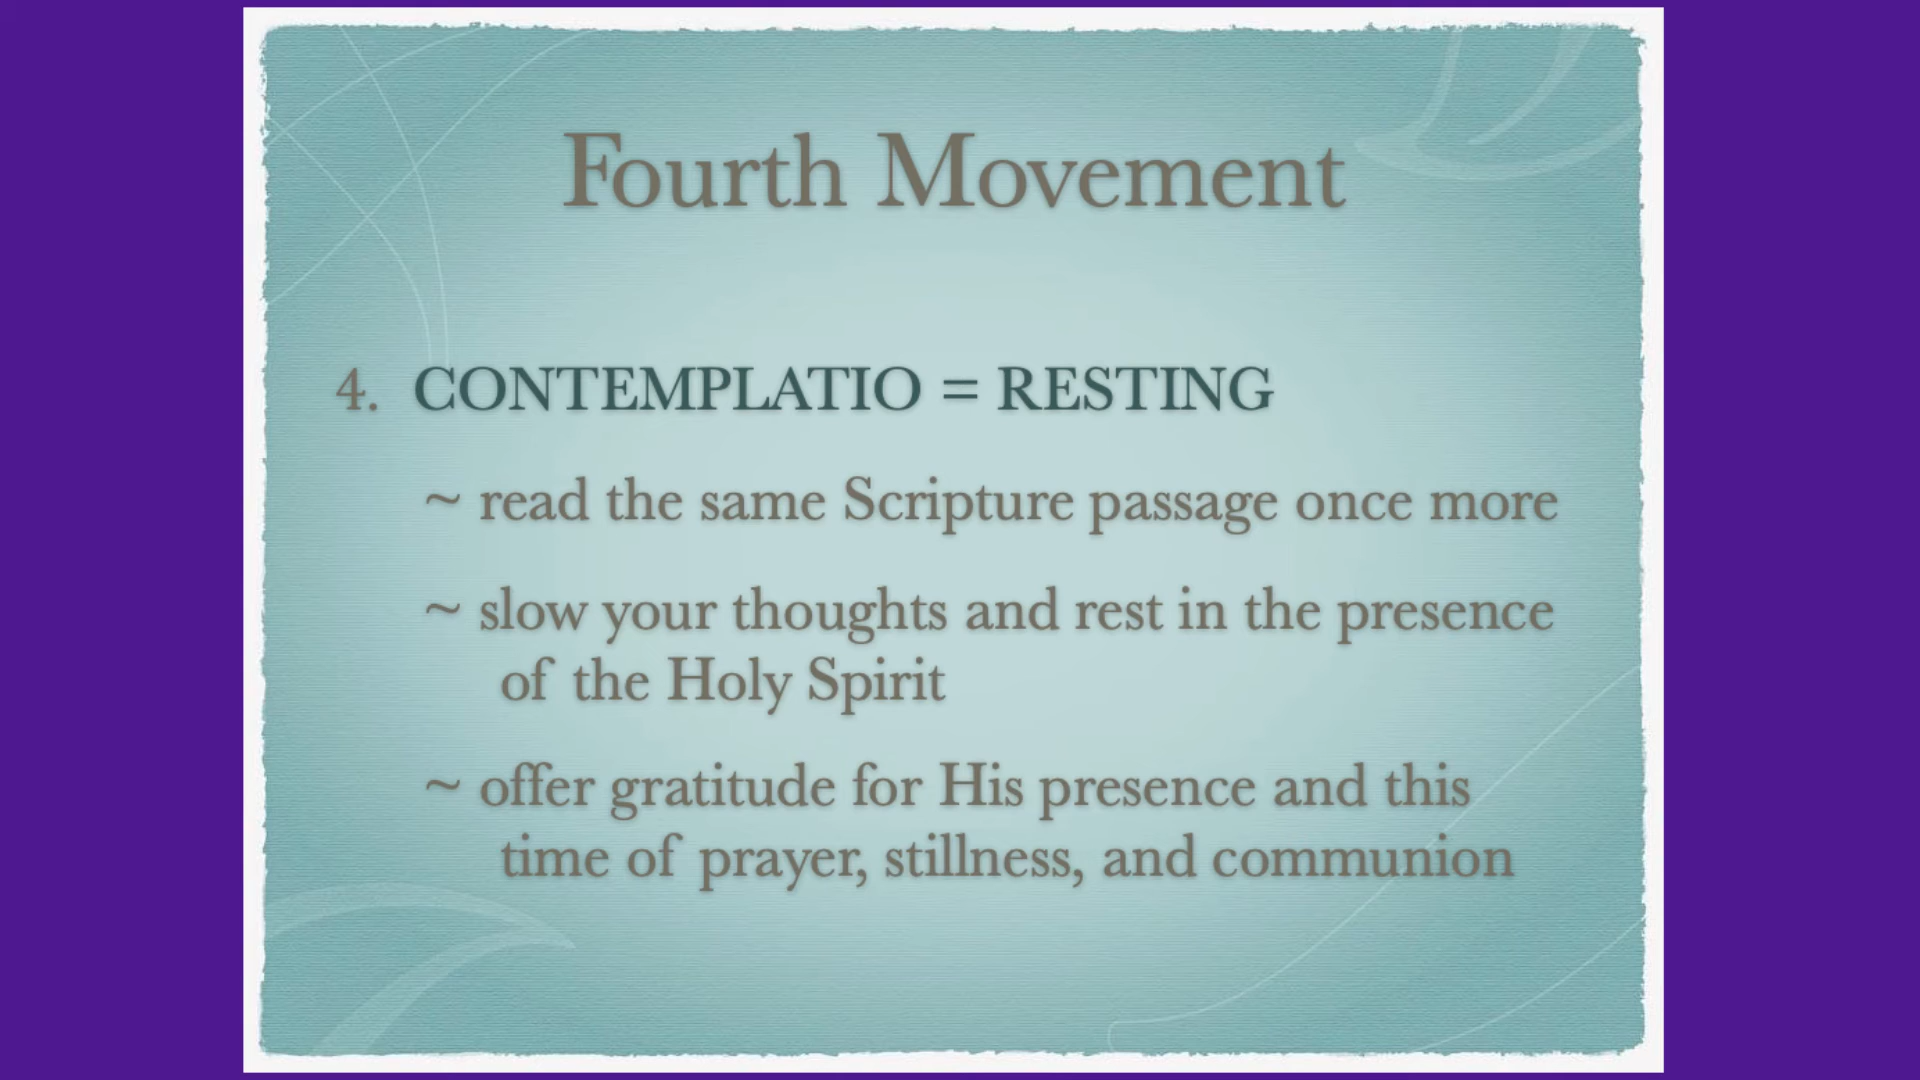 Fourth Movement
4. CONTEMPLATIO = RESTING
~ read the same Scripture passage once more
~ slow your thoughts and rest in the presence
of the Holy Spirit
~ offer gratitude for His presence and this
time of prayer, stillness, and communion